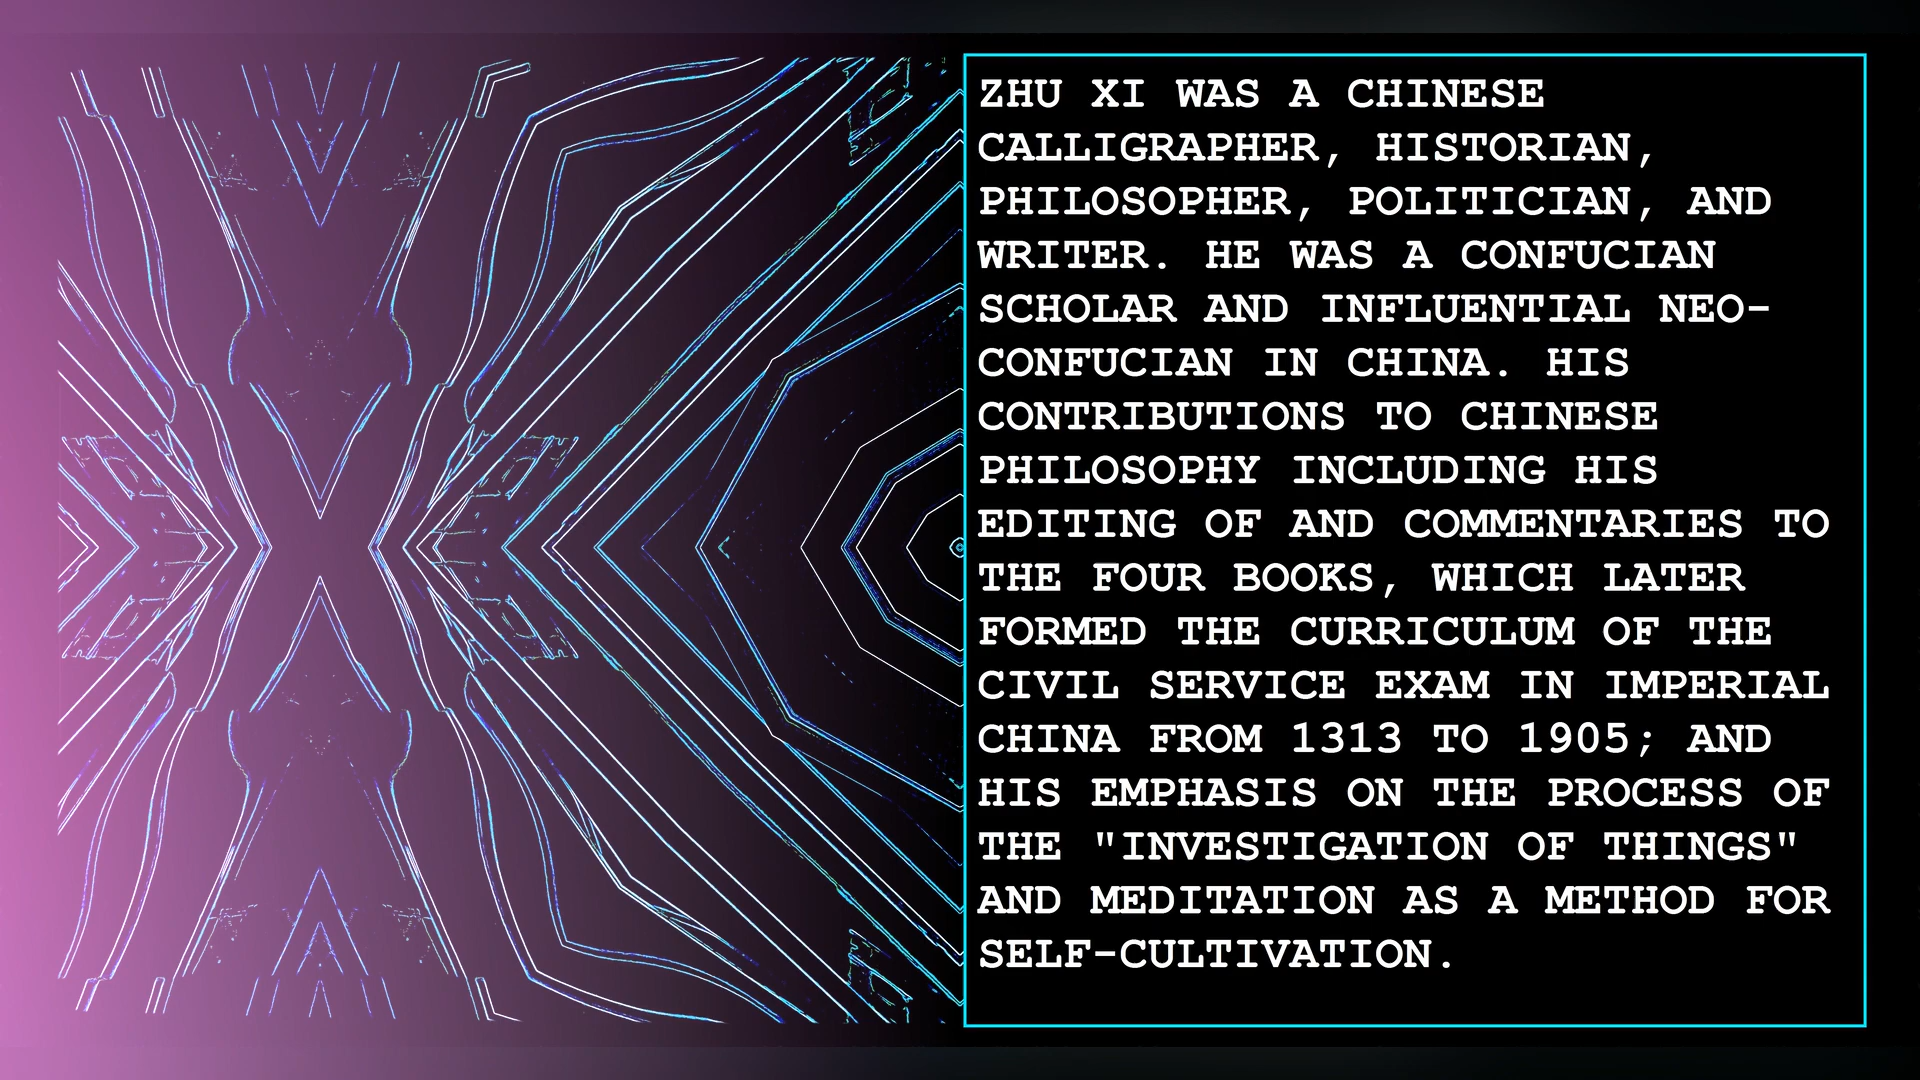 ZHU XI WAS A CHINESE
CALLIGRAPHER, HISTORIAN,
PHILOSOPHER, POLITICIAN, AND
WRITER. HE WAS A CONFUCIAN
SCHOLAR AND INFLUENTIAL NEO-
CONFUCIAN IN CHINA. HIS
CONTRIBUTIONS TO CHINESE
PHILOSOPHY INCLUDING HIS
EDITING OF AND COMMENTARIES TO
THE FOUR BOOKS, WHICH LATER
FORMED THE CURRICULUM OF THE
CIVIL SERVICE EXAM IN IMPERIAL
CHINA FROM 1313 TO 1905; AND
HIS EMPHASIS ON THE PROCESS OF
THE "INVESTIGATION OF THINGS"
AND MEDITATION AS A METHOD FOR
SELF-CULTIVATION.